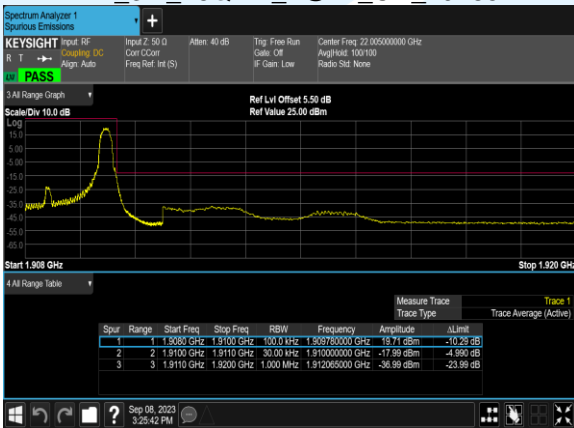 Spectrum Analyzer 1
Spurious Emissions
KEYSIGHT Input: RF Input Z: 50 Ω Atten: 40 dB Trig: Free Run Center Freq: 22.005000000 GHz
R T Coupling: DC Corr CCorr Gate: Off Avg|Hold: 100/100
Align: Auto Freq Ref: Int (S) IF Gain: Low Radio Std: None
PASS
3 All Range Graph
Ref Lvl Offset 5.50 dB
Scale/Div 10.0 dB Ref Value 25.00 dBm
Log
15.0
5.00
-5.00
-15.0
-25.0
-35.0
-45.0
-55.0
-65.0
Start 1.908 GHz Stop 1.920 GHz
4 All Range Table
Measure Trace Trace 1
Trace Type Trace Average (Active)
Spur Range Start Freq Stop Freq RBW Frequency Amplitude ΔLimit
1 1 1.9080 GHz 1.9100 GHz 100.0 kHz 1.909780000 GHz 19.71 dBm -10.29 dB
2 2 1.9100 GHz 1.9110 GHz 30.00 kHz 1.910000000 GHz -17.99 dBm -4.990 dB
3 3 1.9110 GHz 1.9200 GHz 1.000 MHz 1.912065000 GHz -36.99 dBm -23.99 dB
Sep 08, 2023
3:25:42 PM